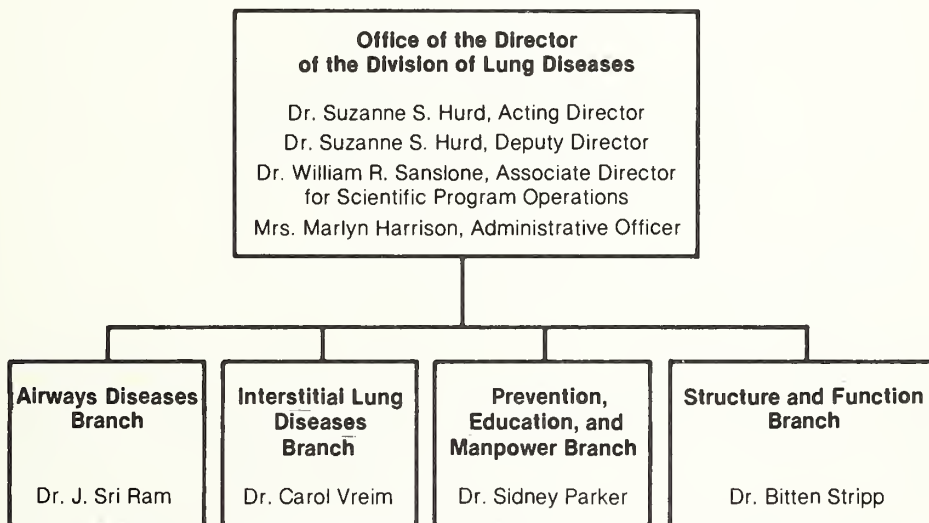 Office of the Director
of the Division of Lung Diseases
Dr. Suzanne S. Hurd, Acting Director
Dr. Suzanne S. Hurd, Deputy Director
Dr. William R. Sanslone, Associate Director
for Scientific Program Operations
Mrs. Marlyn Harrison, Administrative Officer
Airways Diseases
Branch
Dr. J. Sri Ram
Interstitial Lung
Diseases
Branch
Dr. Carol Vreim
Prevention,
Education, and
Manpower Branch
Dr. Sidney Parker
Structure and Function
Branch
Dr. Bitten Stripp